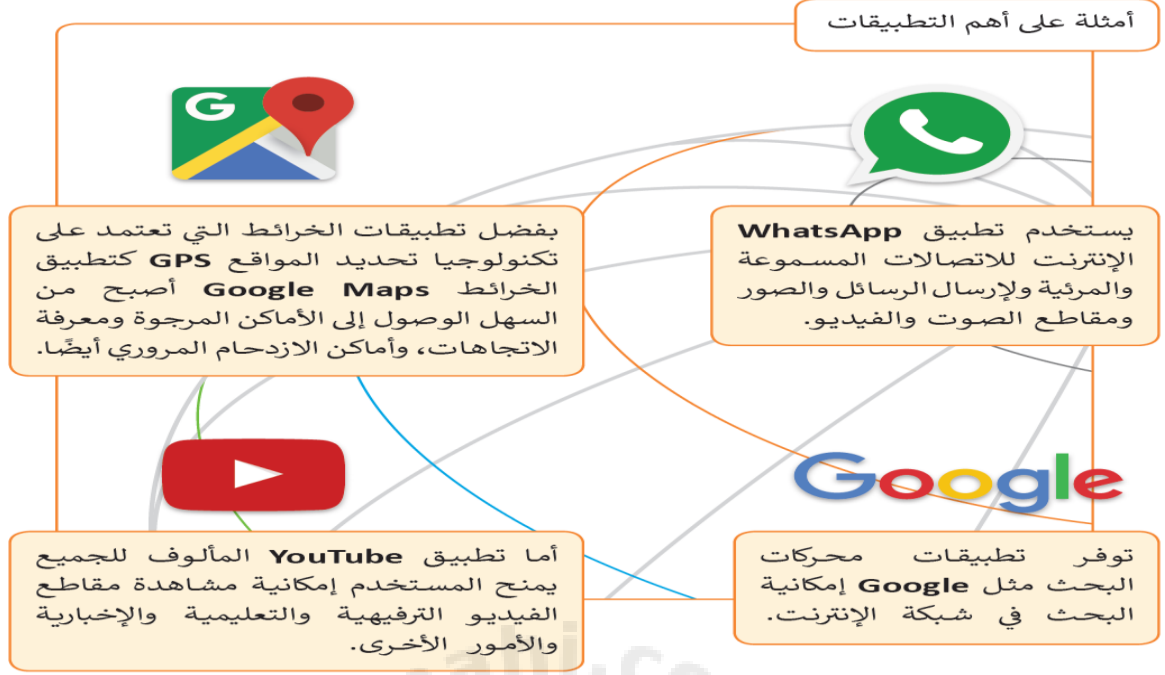 أمثلة على أهم التطبيقات
يستخدم تطبيق WhatsApp
الإنترنت للاتصالات المسموعة
والمرئية ولإرسال الرسائل والصور
ومقاطع الصوت والفيديو.
G
بفضل تطبيقات الخرائط التي تعتمد على
تكنولوجيا تحديد المواقع GPS كتطبيق
الخرائط Google Maps أصبح من
السهل الوصول إلى الأماكن المرجوة ومعرفة
الاتجاهات، وأماكن الازدحام المروري أيضًا.
Google
توفر تطبيقات محركات
البحث مثل Google إمكانية
البحث في شبكة الإنترنت.
أما تطبيق YouTube المألوف للجميع
يمنح المستخدم إمكانية مشاهدة مقاطع
الفيديو الترفيهية والتعليمية والإخبارية
والأمور الأخرى.